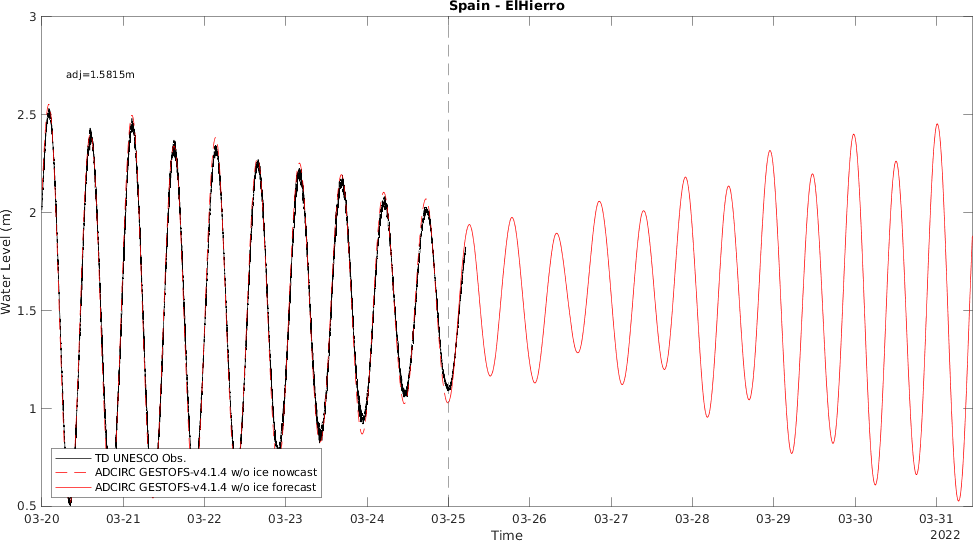 Spain - ElHierro
3
2.5
2
1.5
1
0.5
Water Level (m)
adj=1.5815m
TD UNESCO Obs.
ADCIRC GESTOFS-v4.1.4 w/o ice nowcast
ADCIRC GESTOFS-v4.1.4 w/o ice forecast
03-20 03-21 03-22 03-23 03-24 03-25 03-26 03-27 03-28 03-29 03-30 03-31
Time
2022